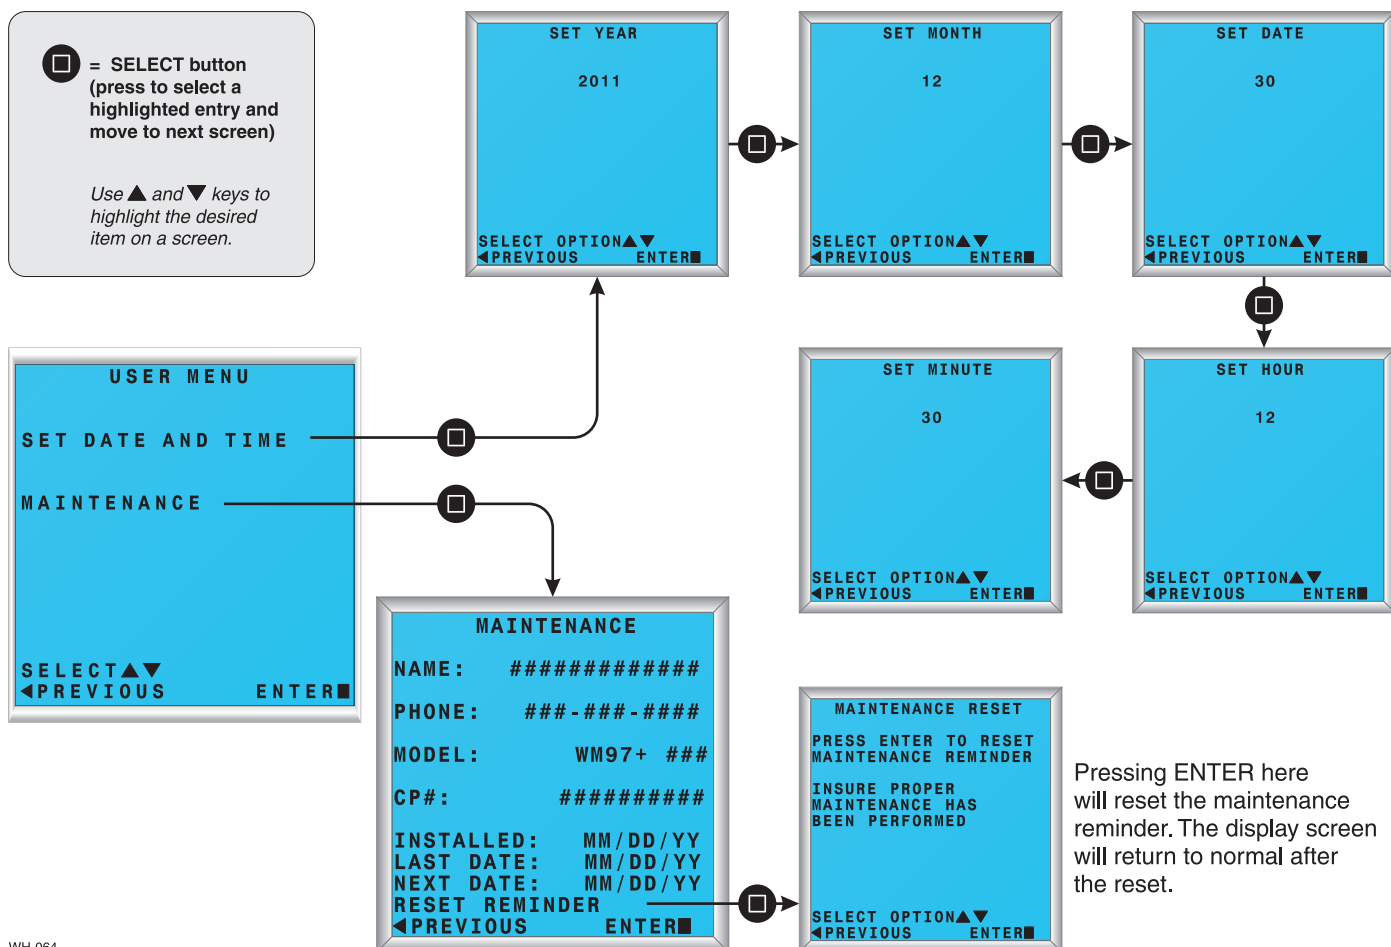 = SELECT button
(press to select a
highlighted entry and
move to next screen)
Use ▲ and ▼ keys to
highlight the desired
item on a screen.
SET YEAR
2011
SELECT OPTION▲▼
◀PREVIOUS ENTER■
SET MONTH
12
SELECT OPTION▲▼
◀PREVIOUS ENTER■
SET DATE
30
SELECT OPTION▲▼
◀PREVIOUS ENTER■
USER MENU
SET DATE AND TIME
MAINTENANCE
SELECT▲▼
◀PREVIOUS ENTER■
SET MINUTE
30
SELECT OPTION▲▼
◀PREVIOUS ENTER■
SET HOUR
12
SELECT OPTION▲▼
◀PREVIOUS ENTER■
MAINTENANCE
NAME: #############
PHONE: ###-###-####
MODEL: WM97+ ###
CP#: ##########
INSTALLED: MM/DD/YY
LAST DATE: MM/DD/YY
NEXT DATE: MM/DD/YY
RESET REMINDER
◀PREVIOUS ENTER■
MAINTENANCE RESET
PRESS ENTER TO RESET
MAINTENANCE REMINDER
INSURE PROPER
MAINTENANCE HAS
BEEN PERFORMED
SELECT OPTION▲▼
◀PREVIOUS ENTER■
Pressing ENTER here
will reset the maintenance
reminder. The display screen
will return to normal after
the reset.
WH-064